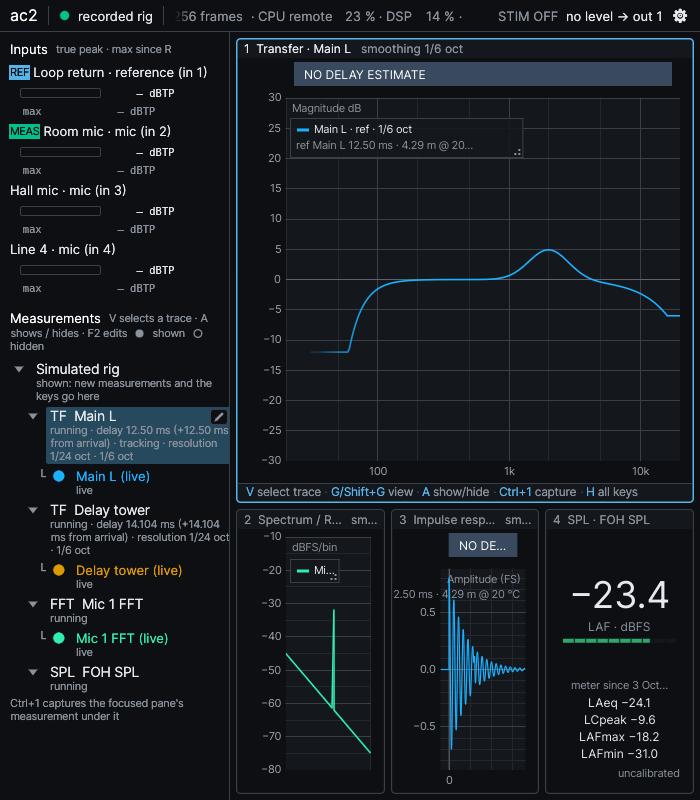 ac2 recorded rig 256 frames · CPU remote 23 % · DSP 14 % · STIM OFF no level → out 1
Inputs true peak · max since R
REF Loop return · reference (in 1)
— dBTP
max — dBTP
MEAS Room mic · mic (in 2)
— dBTP
max — dBTP
Hall mic · mic (in 3)
— dBTP
max — dBTP
Line 4 · mic (in 4)
— dBTP
max — dBTP
Measurements V selects a trace · A
shows / hides · F2 edits shown
hidden
Simulated rig
shown: new measurements and the
keys go here
TF Main L
running · delay 12.50 ms (+12.50 ms
from arrival) · tracking · resolution
1/24 oct · 1/6 oct
Main L (live)
live
TF Delay tower
running · delay 14.104 ms (+14.104
ms from arrival) · resolution 1/24 oct
· 1/6 oct
Delay tower (live)
live
FFT Mic 1 FFT
running
Mic 1 FFT (live)
live
SPL FOH SPL
running
Ctrl+1 captures the focused pane's
measurement under it
1 Transfer · Main L smoothing 1/6 oct
NO DELAY ESTIMATE
Magnitude dB
Main L · ref · 1/6 oct
ref Main L 12.50 ms · 4.29 m @ 20...
30
25
20
15
10
5
0
−5
−10
−15
−20
−25
−30
100 1k 10k
V select trace · G/Shift+G view · A show/hide · Ctrl+1 capture · H all keys
2 Spectrum / R... sm...
dBFS/bin
Mi...
−10
−20
−30
−40
−50
−60
−70
−80
3 Impulse resp... sm...
NO DE...
Amplitude (FS)
2.50 ms · 4.29 m @ 20 °C
0.5
0.0
−0.5
0
4 SPL · FOH SPL
−23.4
LAF · dBFS
meter since 3 Oct...
LAeq −24.1
LCpeak −9.6
LAFmax −18.2
LAFmin −31.0
uncalibrated